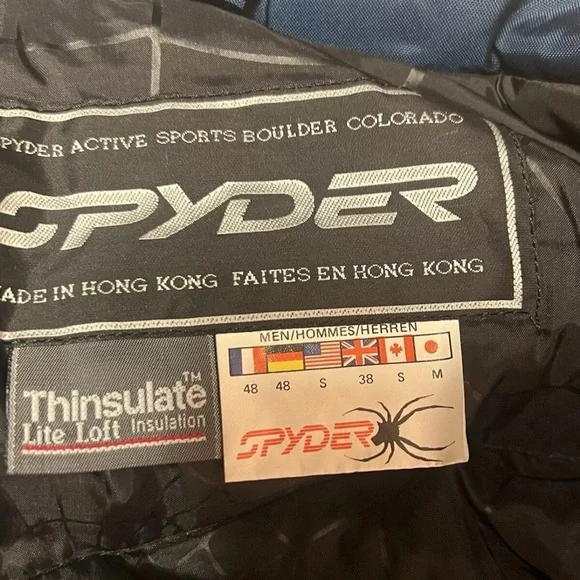 PYDER ACTIVE SPORTS BOULDER COLORADO
SPYDER
ADE IN HONG KONG FAITES EN HONG KONG
MEN/HOMMES/HERREN
48 48 S 38 S M
SPYDER
Thinsulate™
Lite Loft Insulation